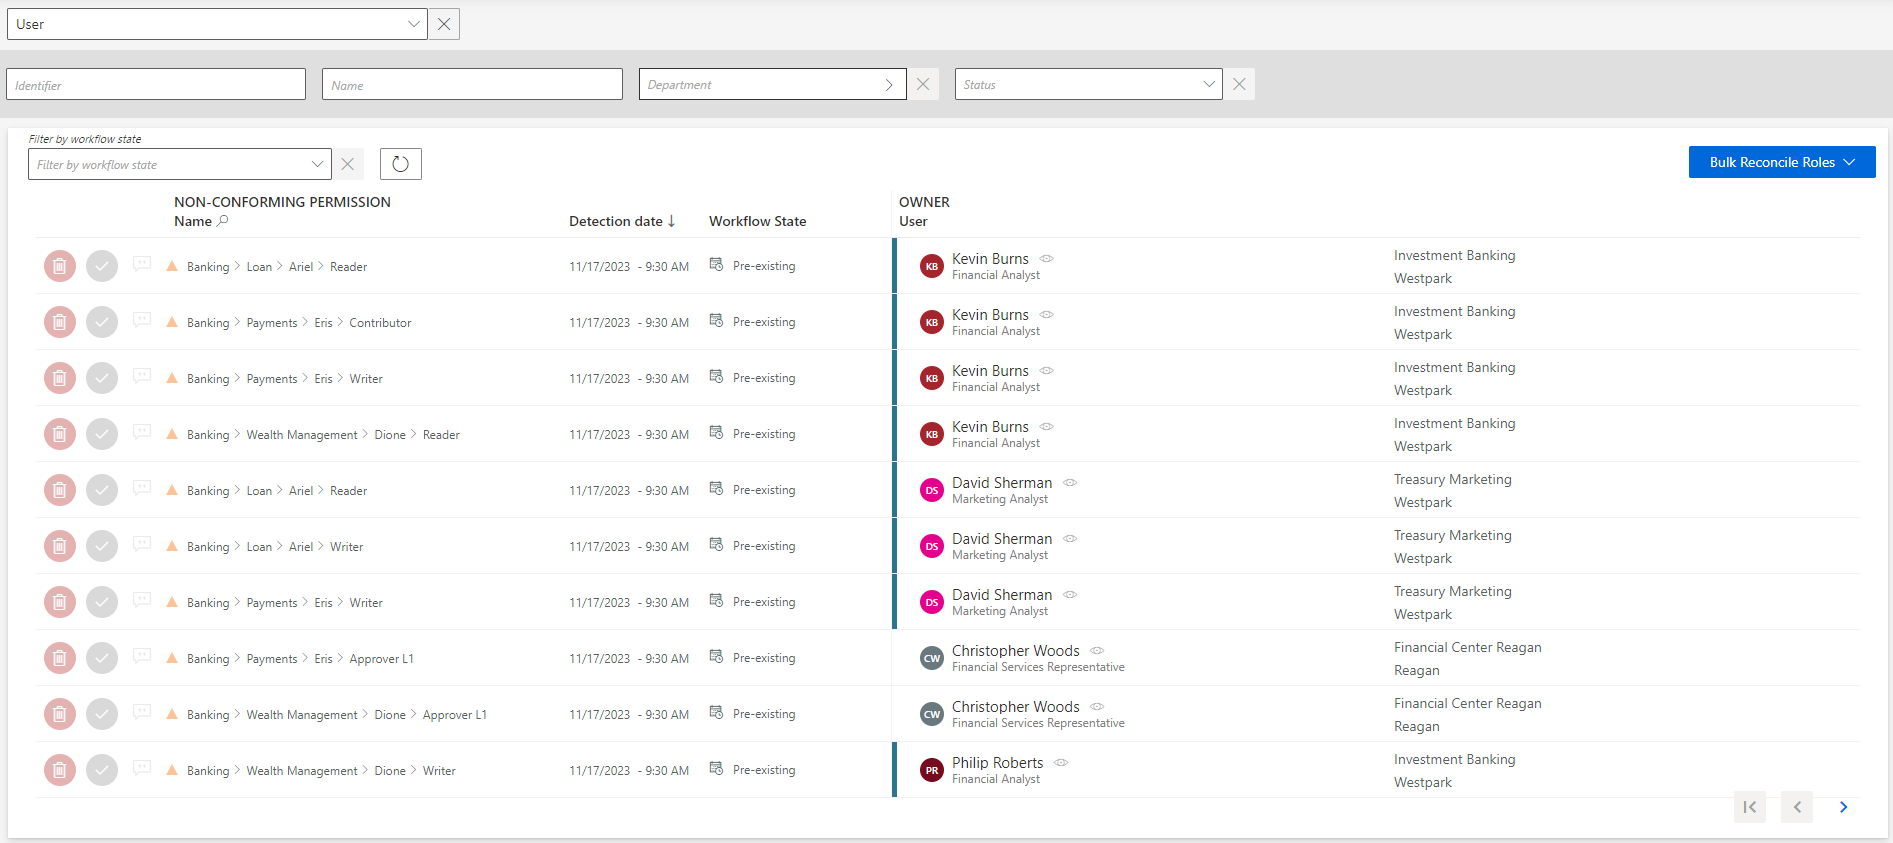 User
Identifier
Name
Department
Status
Filter by workflow state
Filter by workflow state
Bulk Reconcile Roles
NON-CONFORMING PERMISSION OWNER
Name Detection date Workflow State User
Banking > Loan > Ariel > Reader 11/17/2023 - 9:30 AM Pre-existing KB Kevin Burns Investment Banking
Financial Analyst Westpark
Banking > Payments > Eris > Contributor 11/17/2023 - 9:30 AM Pre-existing KB Kevin Burns Investment Banking
Financial Analyst Westpark
Banking > Payments > Eris > Writer 11/17/2023 - 9:30 AM Pre-existing KB Kevin Burns Investment Banking
Financial Analyst Westpark
Banking > Wealth Management > Dione > Reader 11/17/2023 - 9:30 AM Pre-existing KB Kevin Burns Investment Banking
Financial Analyst Westpark
Banking > Loan > Ariel > Reader 11/17/2023 - 9:30 AM Pre-existing DS David Sherman Treasury Marketing
Marketing Analyst Westpark
Banking > Loan > Ariel > Writer 11/17/2023 - 9:30 AM Pre-existing DS David Sherman Treasury Marketing
Marketing Analyst Westpark
Banking > Payments > Eris > Writer 11/17/2023 - 9:30 AM Pre-existing DS David Sherman Treasury Marketing
Marketing Analyst Westpark
Banking > Payments > Eris > Approver L1 11/17/2023 - 9:30 AM Pre-existing CW Christopher Woods Financial Center Reagan
Financial Services Representative Reagan
Banking > Wealth Management > Dione > Approver L1 11/17/2023 - 9:30 AM Pre-existing CW Christopher Woods Financial Center Reagan
Financial Services Representative Reagan
Banking > Wealth Management > Dione > Writer 11/17/2023 - 9:30 AM Pre-existing PR Philip Roberts Investment Banking
Financial Analyst Westpark